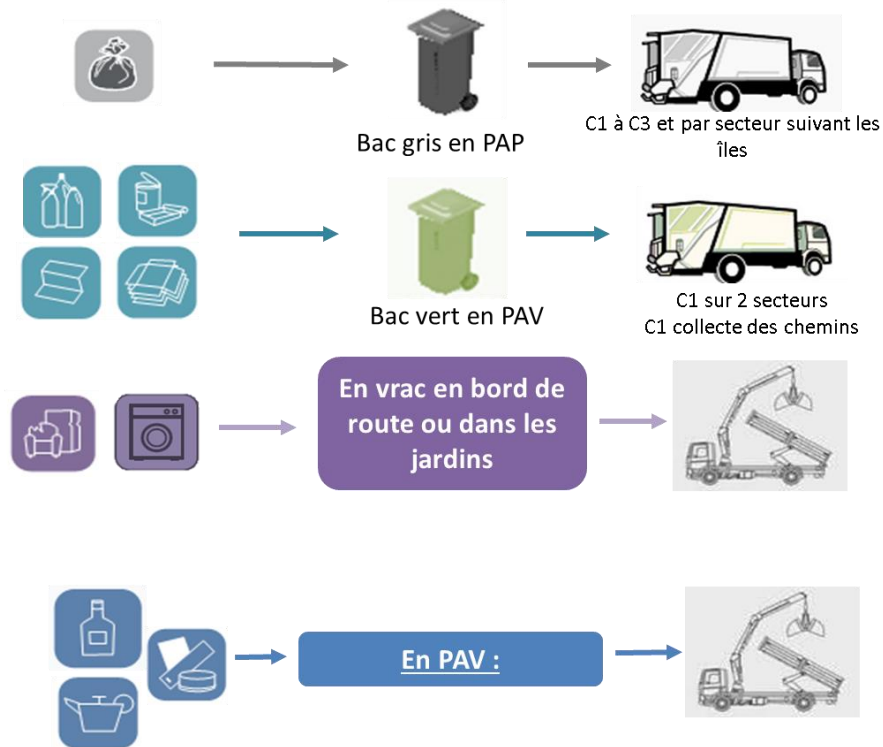 Bac gris en PAP
C1 à C3 et par secteur suivant les
îles
Bac vert en PAV
C1 sur 2 secteurs
C1 collecte des chemins
En vrac en bord de
route ou dans les
jardins
En PAV :